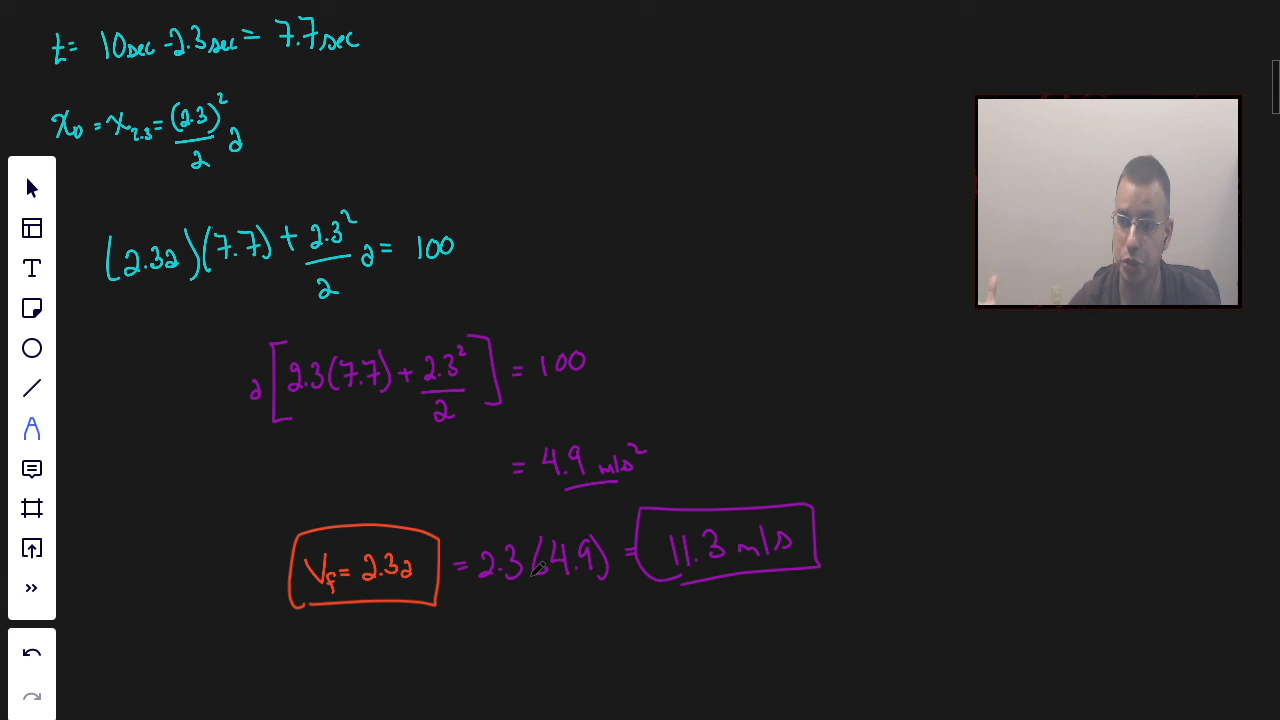 t = 10sec - 2.3sec = 7.7sec
x₀ = x₂.₃ = (2.3)²/2 a
(2.3a)(7.7) + 2.3²/2 a = 100
a[2.3(7.7) + 2.3²/2] = 100
= 4.9 m/s²
V_f = 2.3a = 2.3(4.9) = 11.3 m/s